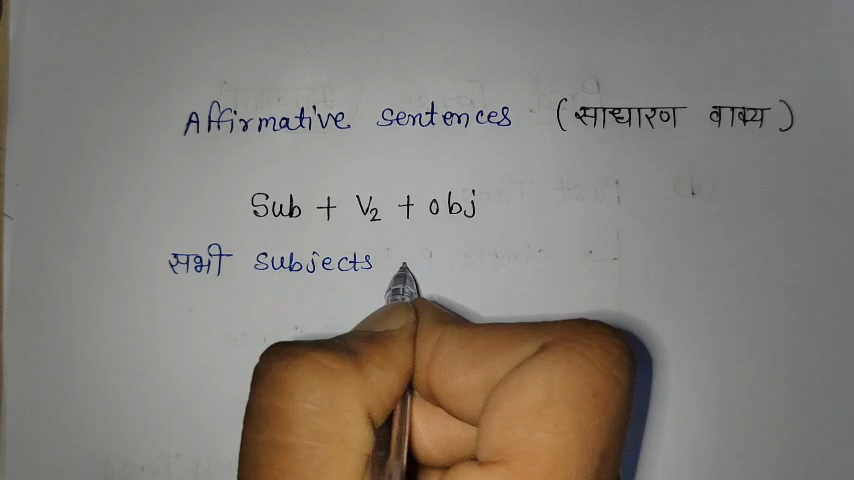 Affirmative sentences (साधारण वाक्य)
Sub + V₂ + obj
सभी subjects